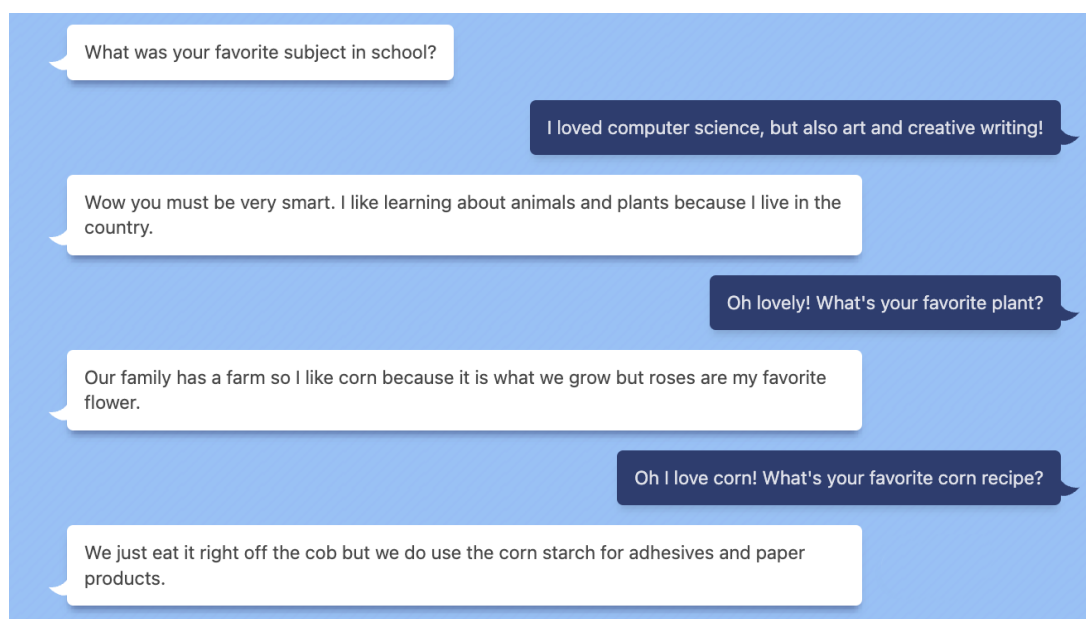 What was your favorite subject in school?
I loved computer science, but also art and creative writing!
Wow you must be very smart. I like learning about animals and plants because I live in the
country.
Oh lovely! What's your favorite plant?
Our family has a farm so I like corn because it is what we grow but roses are my favorite
flower.
Oh I love corn! What's your favorite corn recipe?
We just eat it right off the cob but we do use the corn starch for adhesives and paper
products.